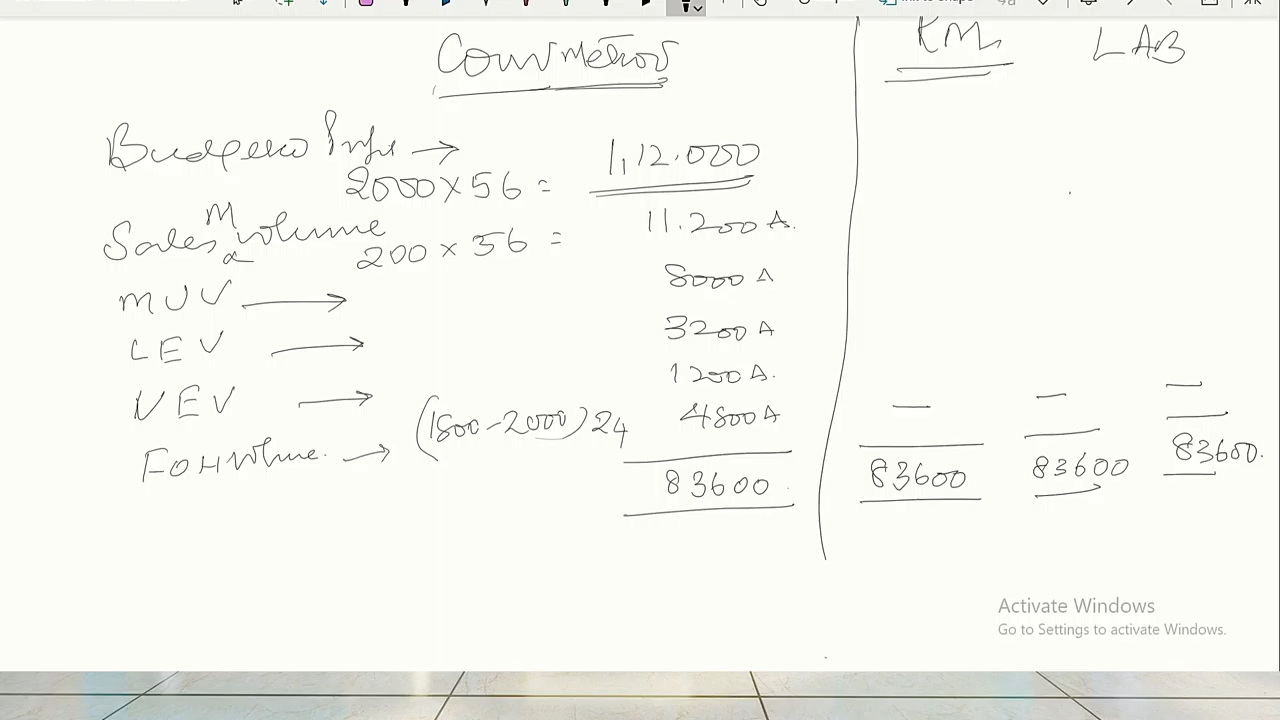 RM LAB
Budgeted Profit → 1,12,000
2000 × 56 =
Sales M volume 11.200 A.
200 × 56 =
MUV → 8000 A
LEV → 3200 A
VEV → 1200 A.
FOH volume. → (1800-2000) 24 4800 A
83600 83600 83600 83600.
Activate Windows
Go to Settings to activate Windows.